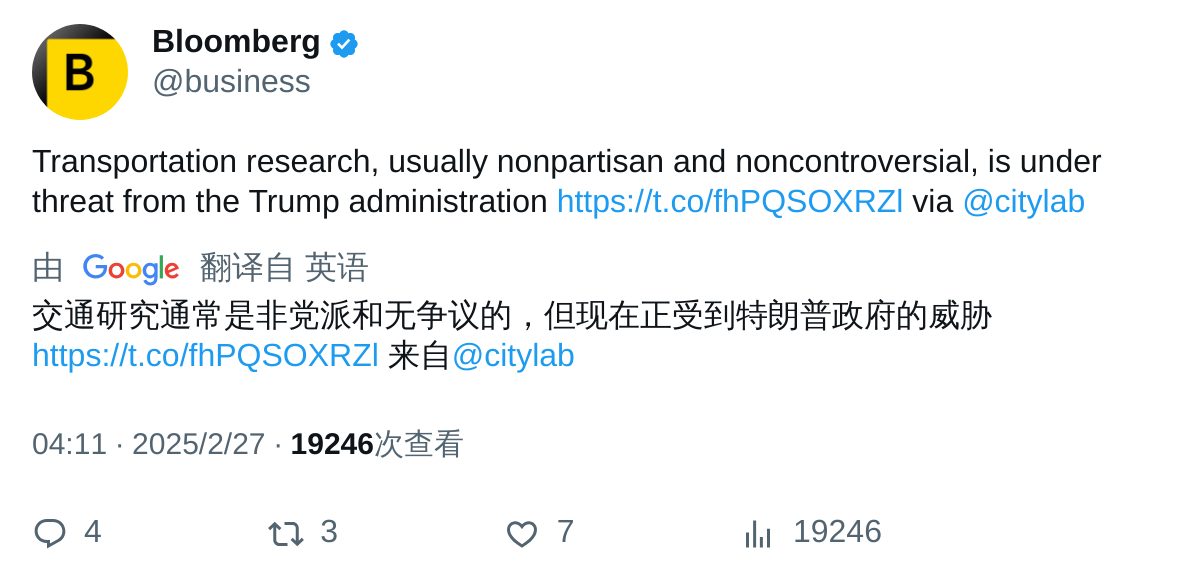 B
Bloomberg
@business
Transportation research, usually nonpartisan and noncontroversial, is under
threat from the Trump administration https://t.co/fhPQSOXRZl via @citylab
由 Google 翻译自 英语
交通研究通常是非党派和无争议的，但现在正受到特朗普政府的威胁
https://t.co/fhPQSOXRZl 来自@citylab
04:11 · 2025/2/27 · 19246次查看
4 3 7 19246